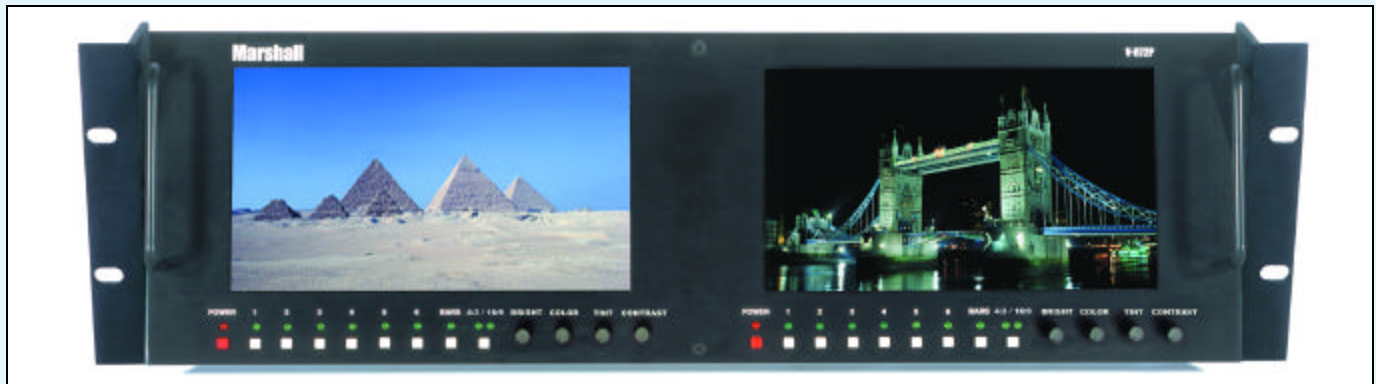 Marshall
V-R72P
POWER 1 2 3 4 5 6 BARS 4:3 / 16:9 BRIGHT COLOR TINT CONTRAST
POWER 1 2 3 4 5 6 BARS 4:3 / 16:9 BRIGHT COLOR TINT CONTRAST